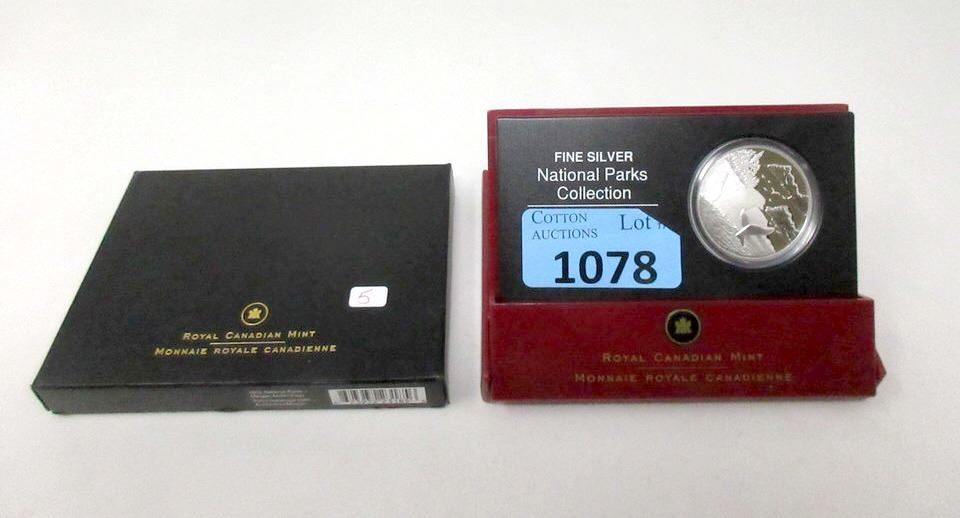 5
ROYAL CANADIAN MINT
MONNAIE ROYALE CANADIENNE
FINE SILVER
National Parks
Collection
COTTON
AUCTIONS
Lot
1078
ROYAL CANADIAN MINT
MONNAIE ROYALE CANADIENNE